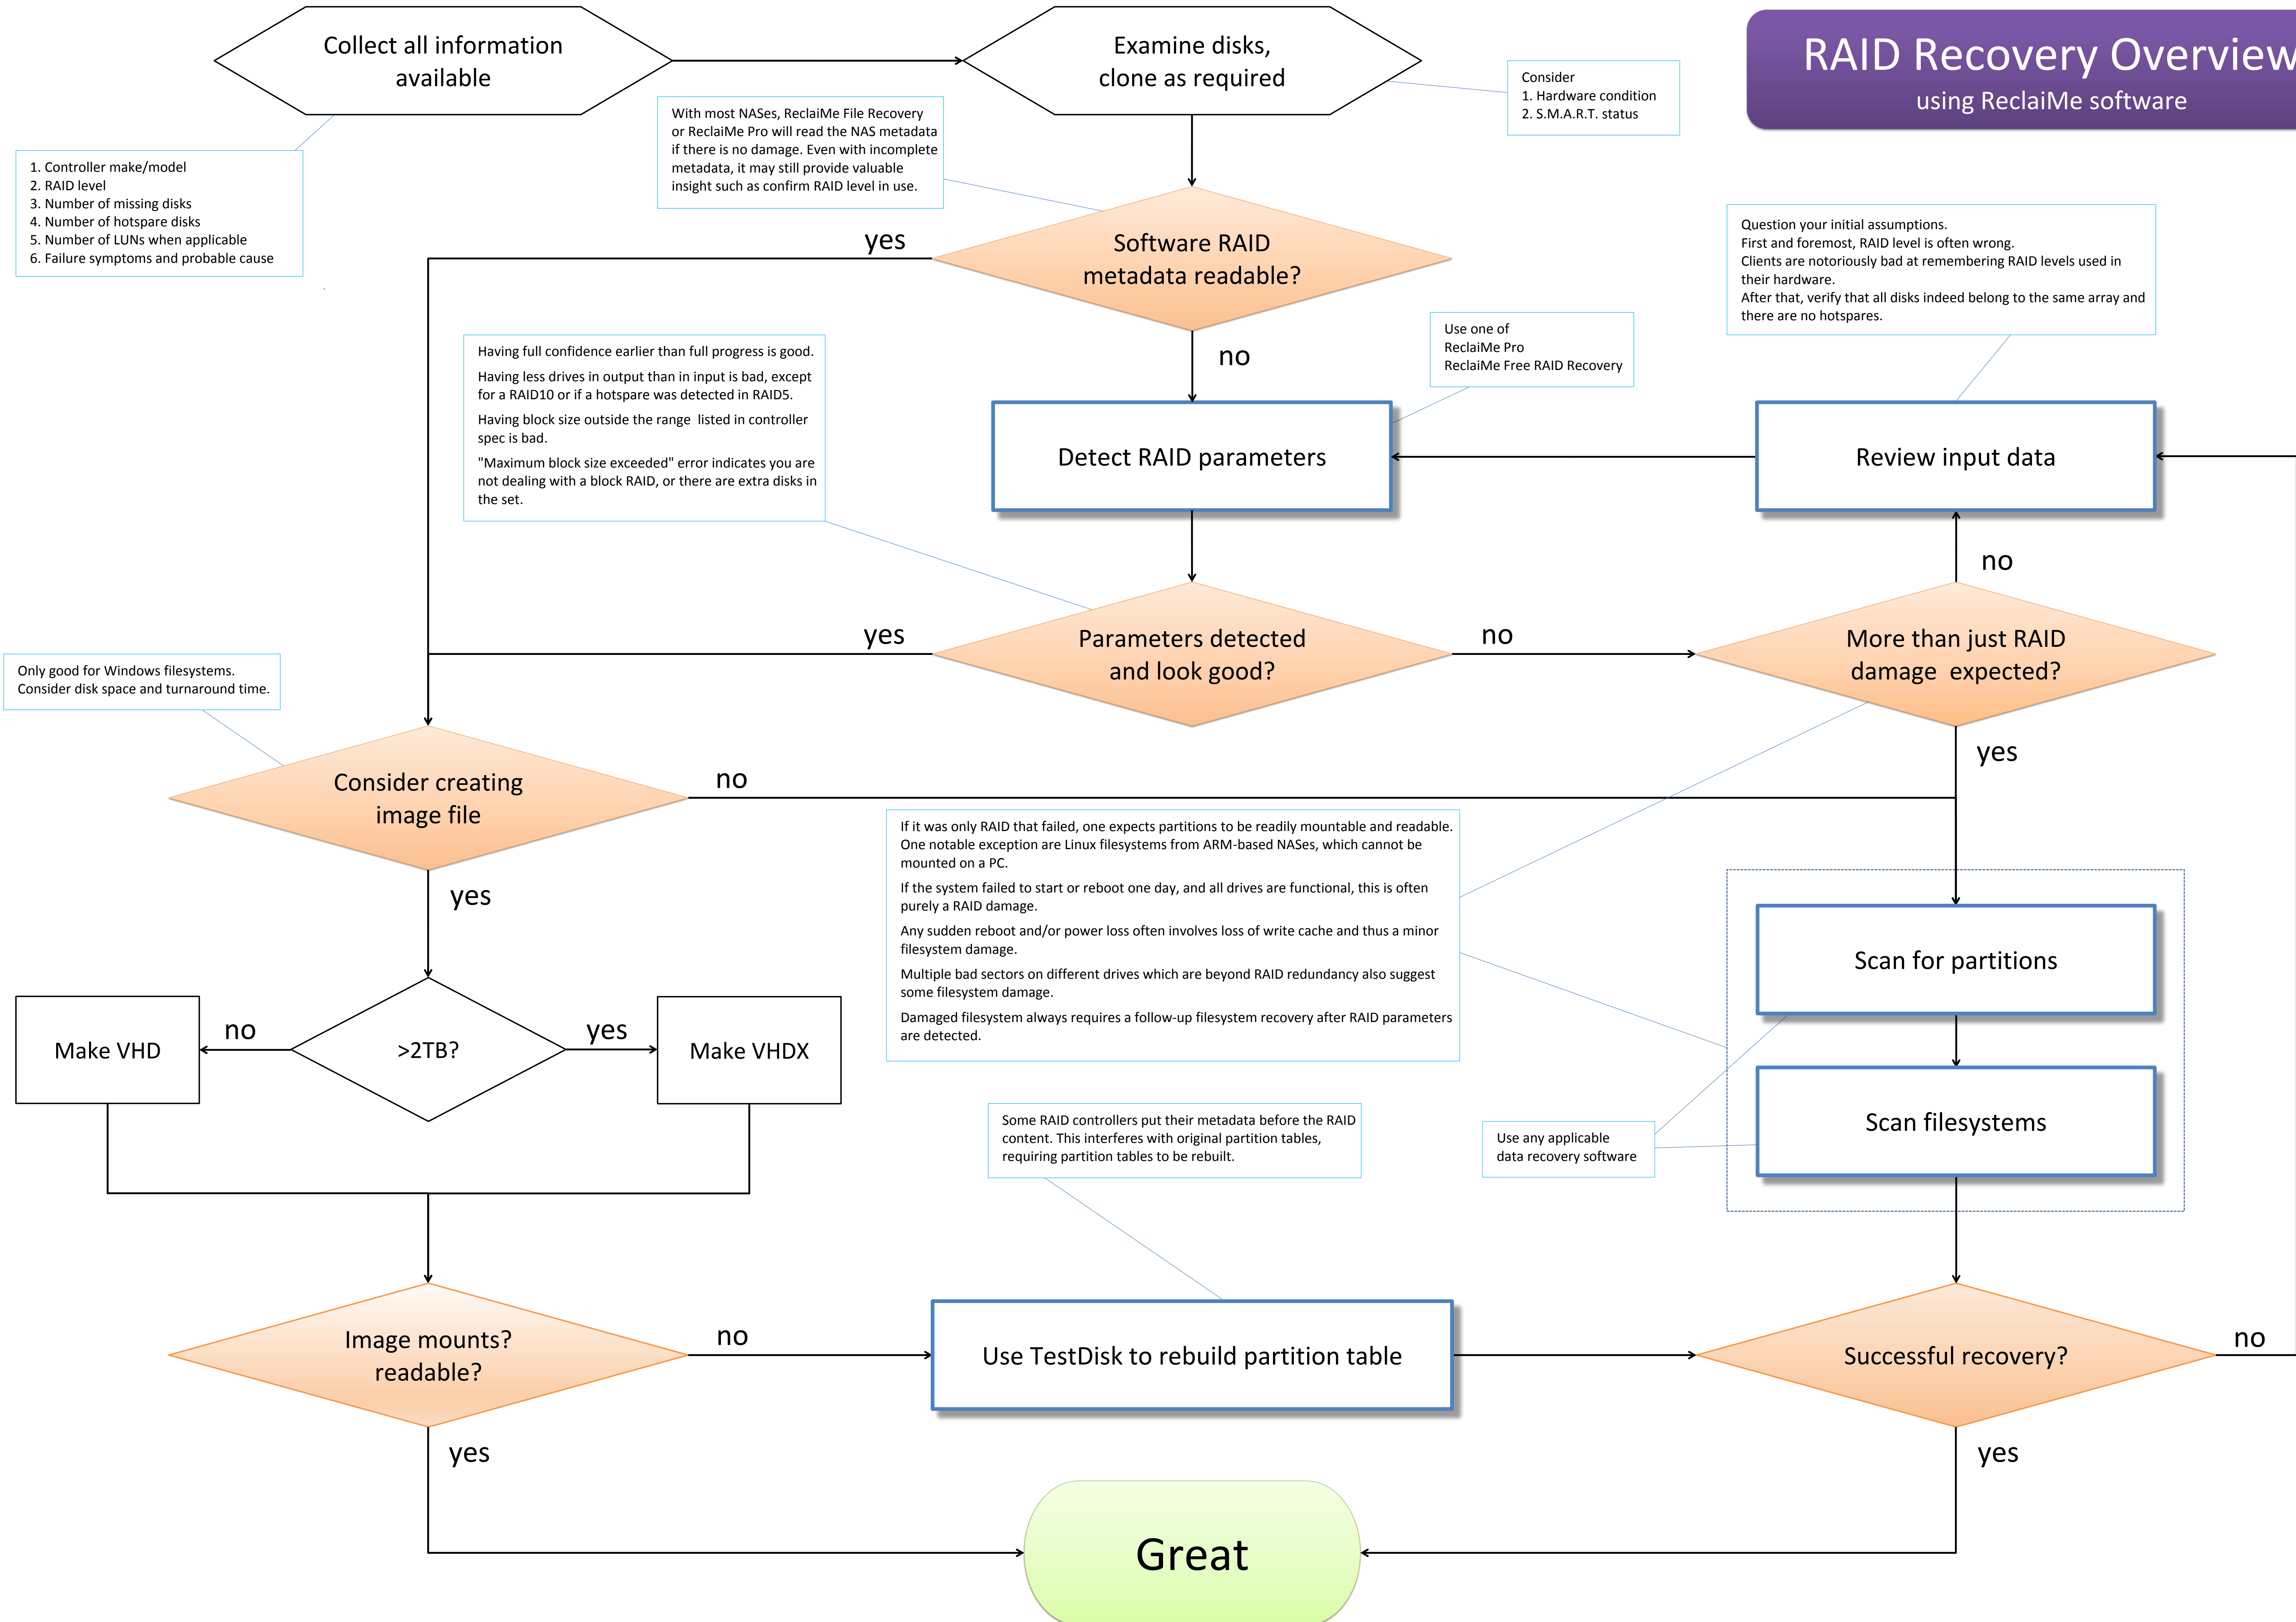 Collect all information
available
Examine disks,
clone as required
RAID Recovery Overview
using ReclaiMe software
Consider
1. Hardware condition
2. S.M.A.R.T. status
With most NASes, ReclaiMe File Recovery
or ReclaiMe Pro will read the NAS metadata
if there is no damage. Even with incomplete
metadata, it may still provide valuable
insight such as confirm RAID level in use.
1. Controller make/model
2. RAID level
3. Number of missing disks
4. Number of hotspare disks
5. Number of LUNs when applicable
6. Failure symptoms and probable cause
yes
Software RAID
metadata readable?
Question your initial assumptions.
First and foremost, RAID level is often wrong.
Clients are notoriously bad at remembering RAID levels used in
their hardware.
After that, verify that all disks indeed belong to the same array and
there are no hotspares.
no
Use one of
ReclaiMe Pro
ReclaiMe Free RAID Recovery
Having full confidence earlier than full progress is good.
Having less drives in output than in input is bad, except
for a RAID10 or if a hotspare was detected in RAID5.
Having block size outside the range  listed in controller
spec is bad.
"Maximum block size exceeded" error indicates you are
not dealing with a block RAID, or there are extra disks in
the set.
Detect RAID parameters
Review input data
no
yes
Parameters detected
and look good?
no
More than just RAID
damage  expected?
yes
Only good for Windows filesystems.
Consider disk space and turnaround time.
Consider creating
image file
no
yes
If it was only RAID that failed, one expects partitions to be readily mountable and readable.
One notable exception are Linux filesystems from ARM-based NASes, which cannot be
mounted on a PC.
If the system failed to start or reboot one day, and all drives are functional, this is often
purely a RAID damage.
Any sudden reboot and/or power loss often involves loss of write cache and thus a minor
filesystem damage.
Multiple bad sectors on different drives which are beyond RAID redundancy also suggest
some filesystem damage.
Damaged filesystem always requires a follow-up filesystem recovery after RAID parameters
are detected.
Scan for partitions
Make VHD
no
>2TB?
yes
Make VHDX
Scan filesystems
Some RAID controllers put their metadata before the RAID
content. This interferes with original partition tables,
requiring partition tables to be rebuilt.
Use any applicable
data recovery software
Image mounts?
readable?
no
Use TestDisk to rebuild partition table
Successful recovery?
no
yes
yes
Great